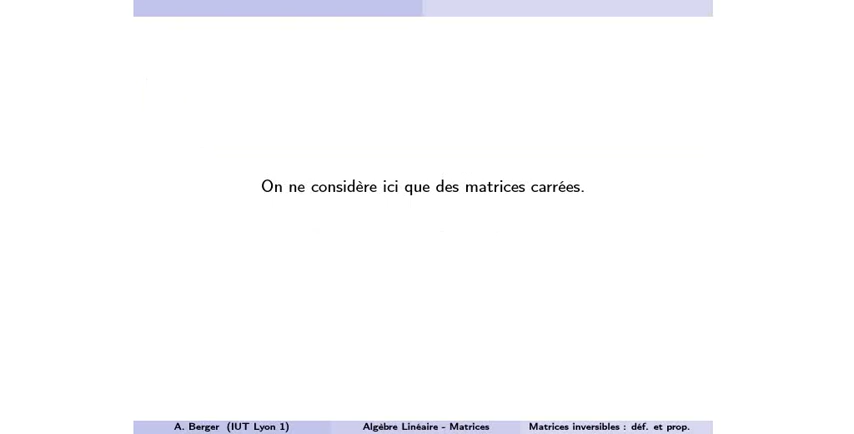 On ne considère ici que des matrices carrées.
A. Berger (IUT Lyon 1) Algèbre Linéaire - Matrices Matrices inversibles : déf. et prop.